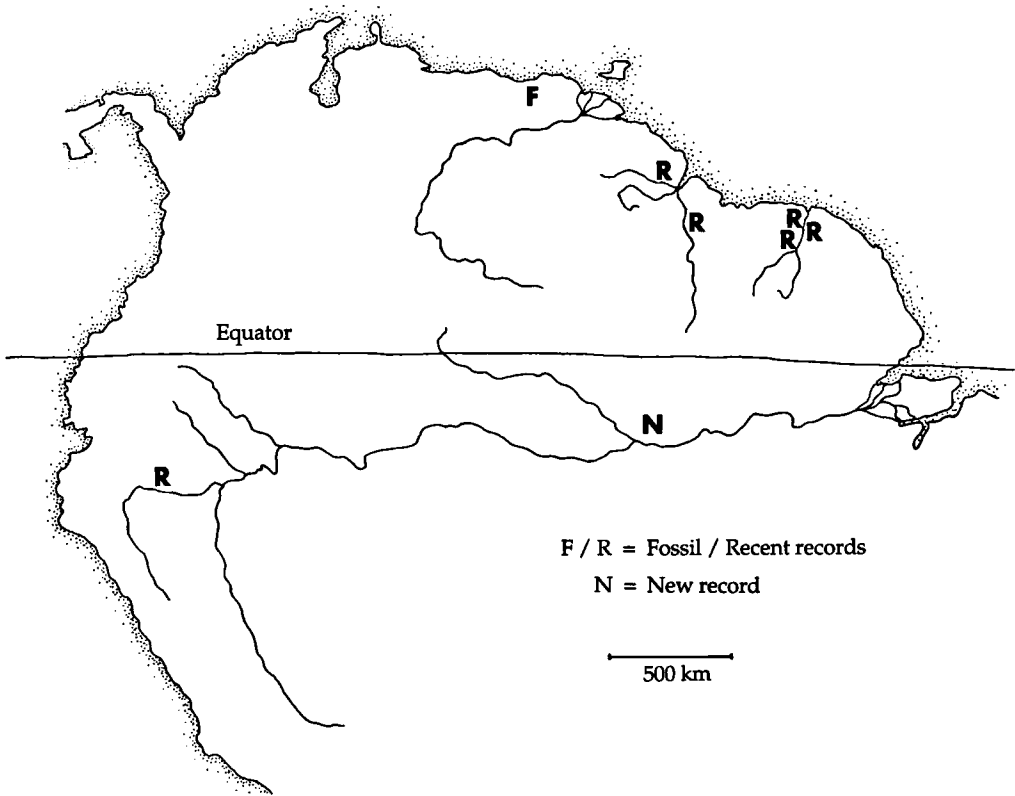 F
R
R
R
R
R
Equator
N
R
F / R = Fossil / Recent records
N = New record
500 km